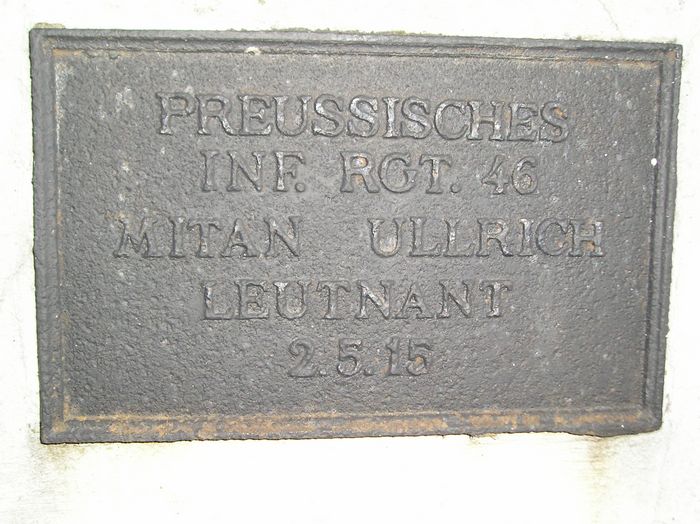 PREUSSISCHES
INF. RGT. 46
MITAN ULLRICH
LEUTNANT
2.5.15